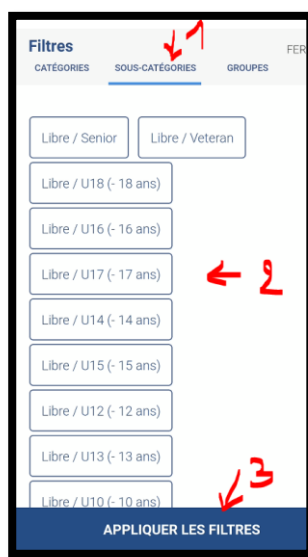 Filtres
1
FER
CATÉGORIES SOUS-CATÉGORIES GROUPES
Libre / Senior Libre / Veteran
Libre / U18 (- 18 ans)
Libre / U16 (- 16 ans)
Libre / U17 (- 17 ans)
2
Libre / U14 (- 14 ans)
Libre / U15 (- 15 ans)
Libre / U12 (- 12 ans)
Libre / U13 (- 13 ans)
3
Libre / U10 (- 10 ans)
APPLIQUER LES FILTRES